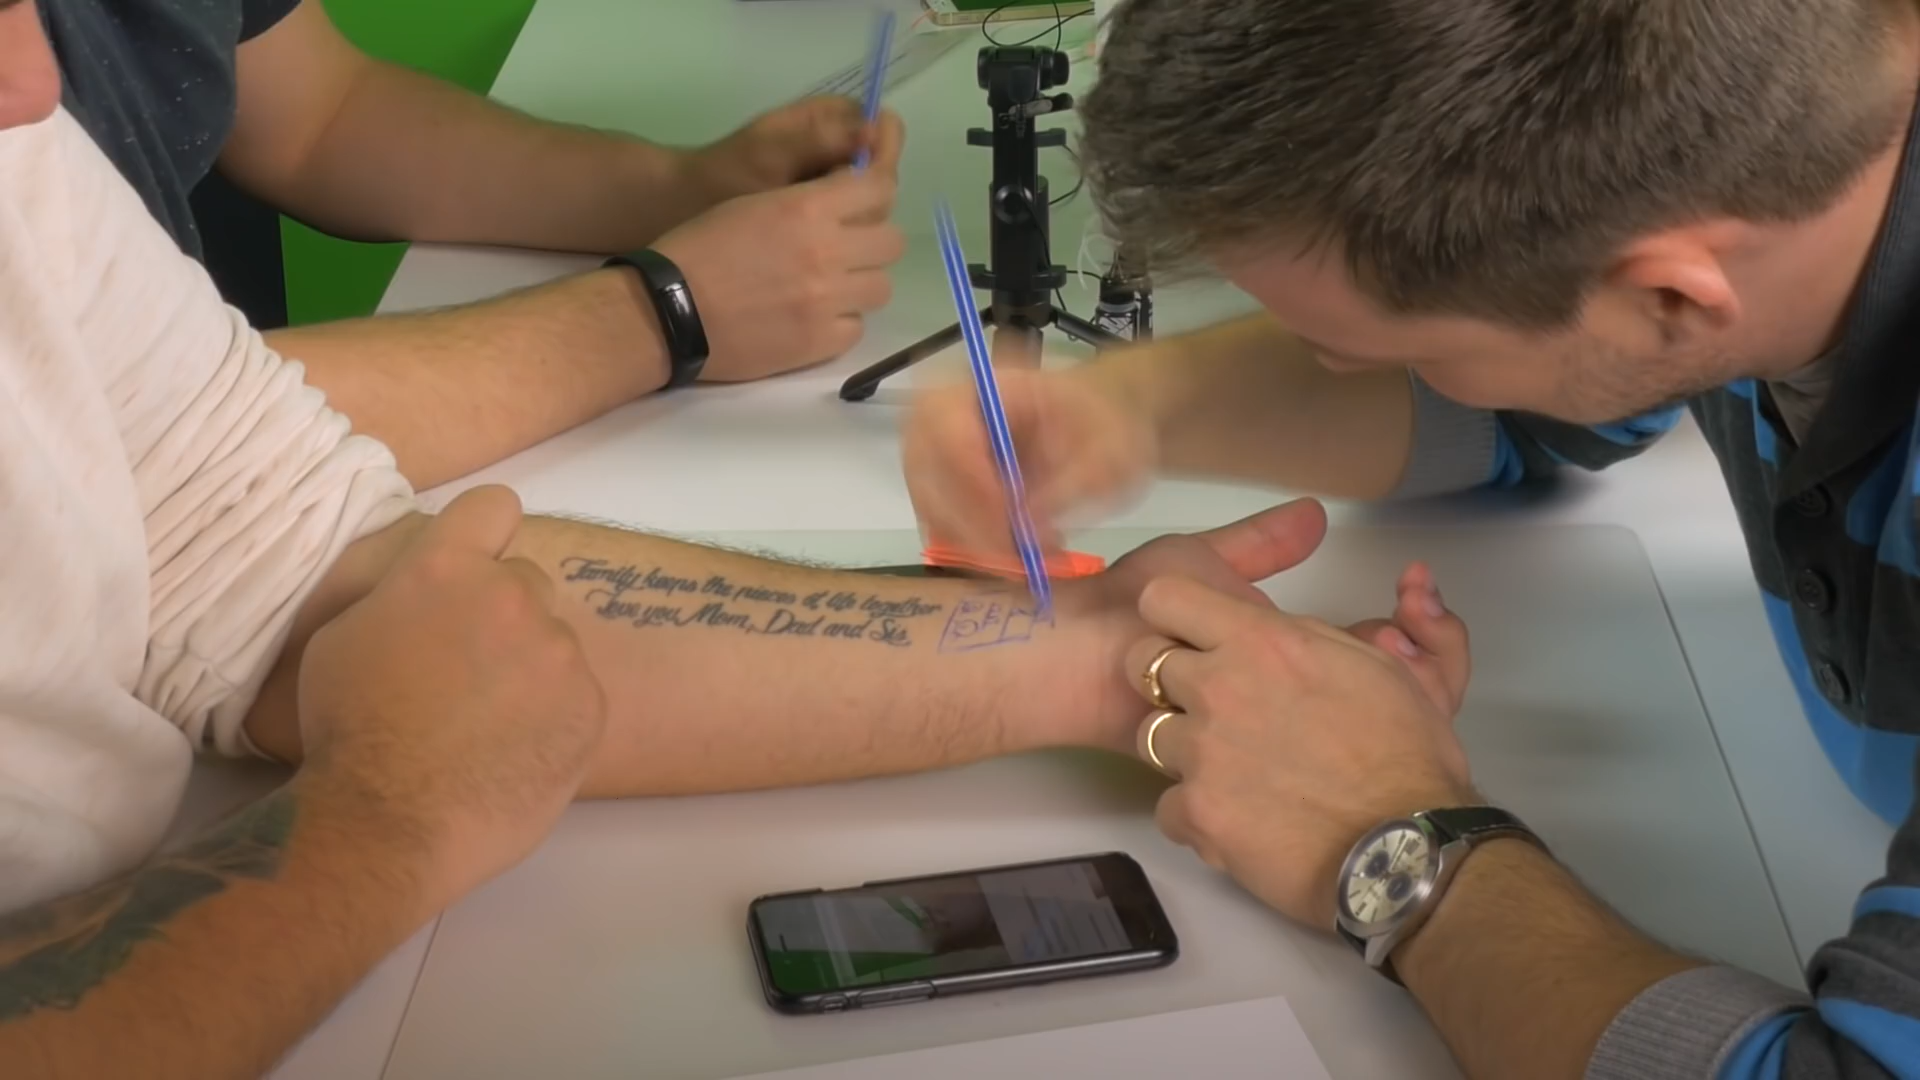 Family keeps the pieces of life together
Love you Mom, Dad and Sis.